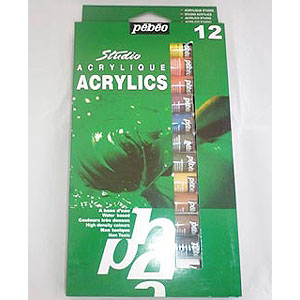 pébéo
12
Studio
ACRYLIQUE
ACRYLICS
A base d'eau
Water based
Couleurs très denses
High density colours
Non toxique
Non Toxic